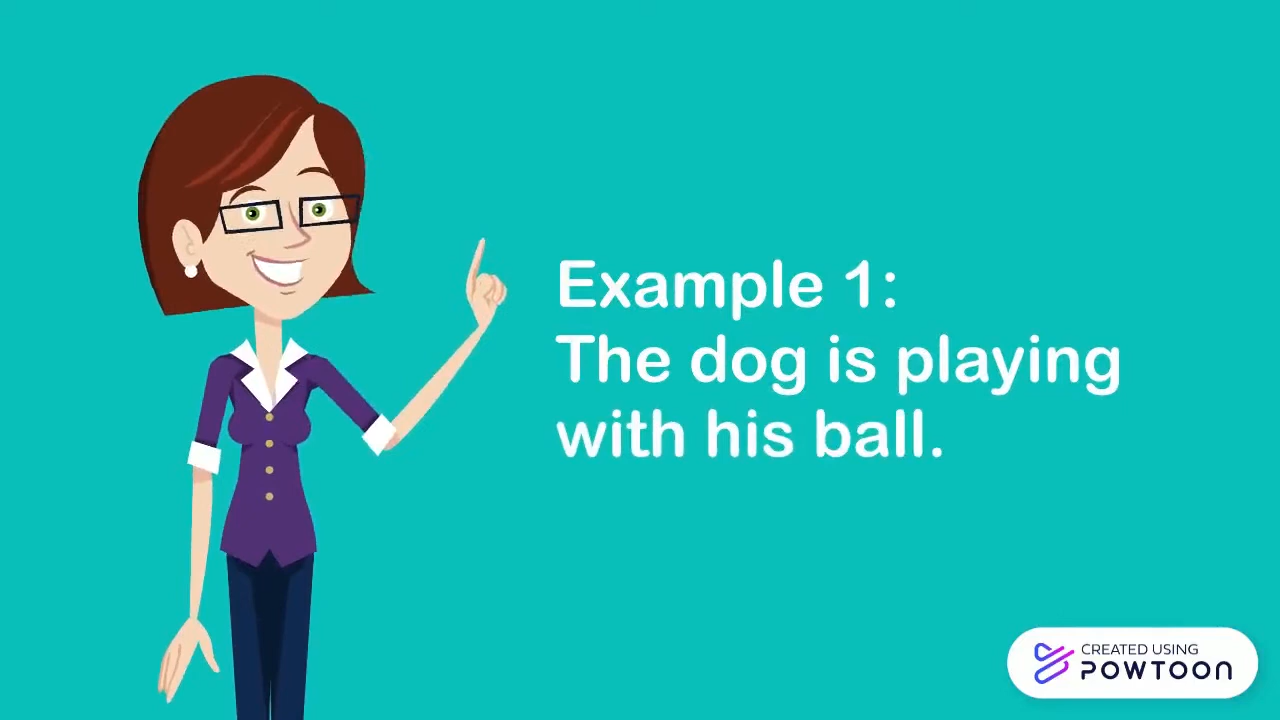 Example 1:
The dog is playing
with his ball.
CREATED USING
POWTOON